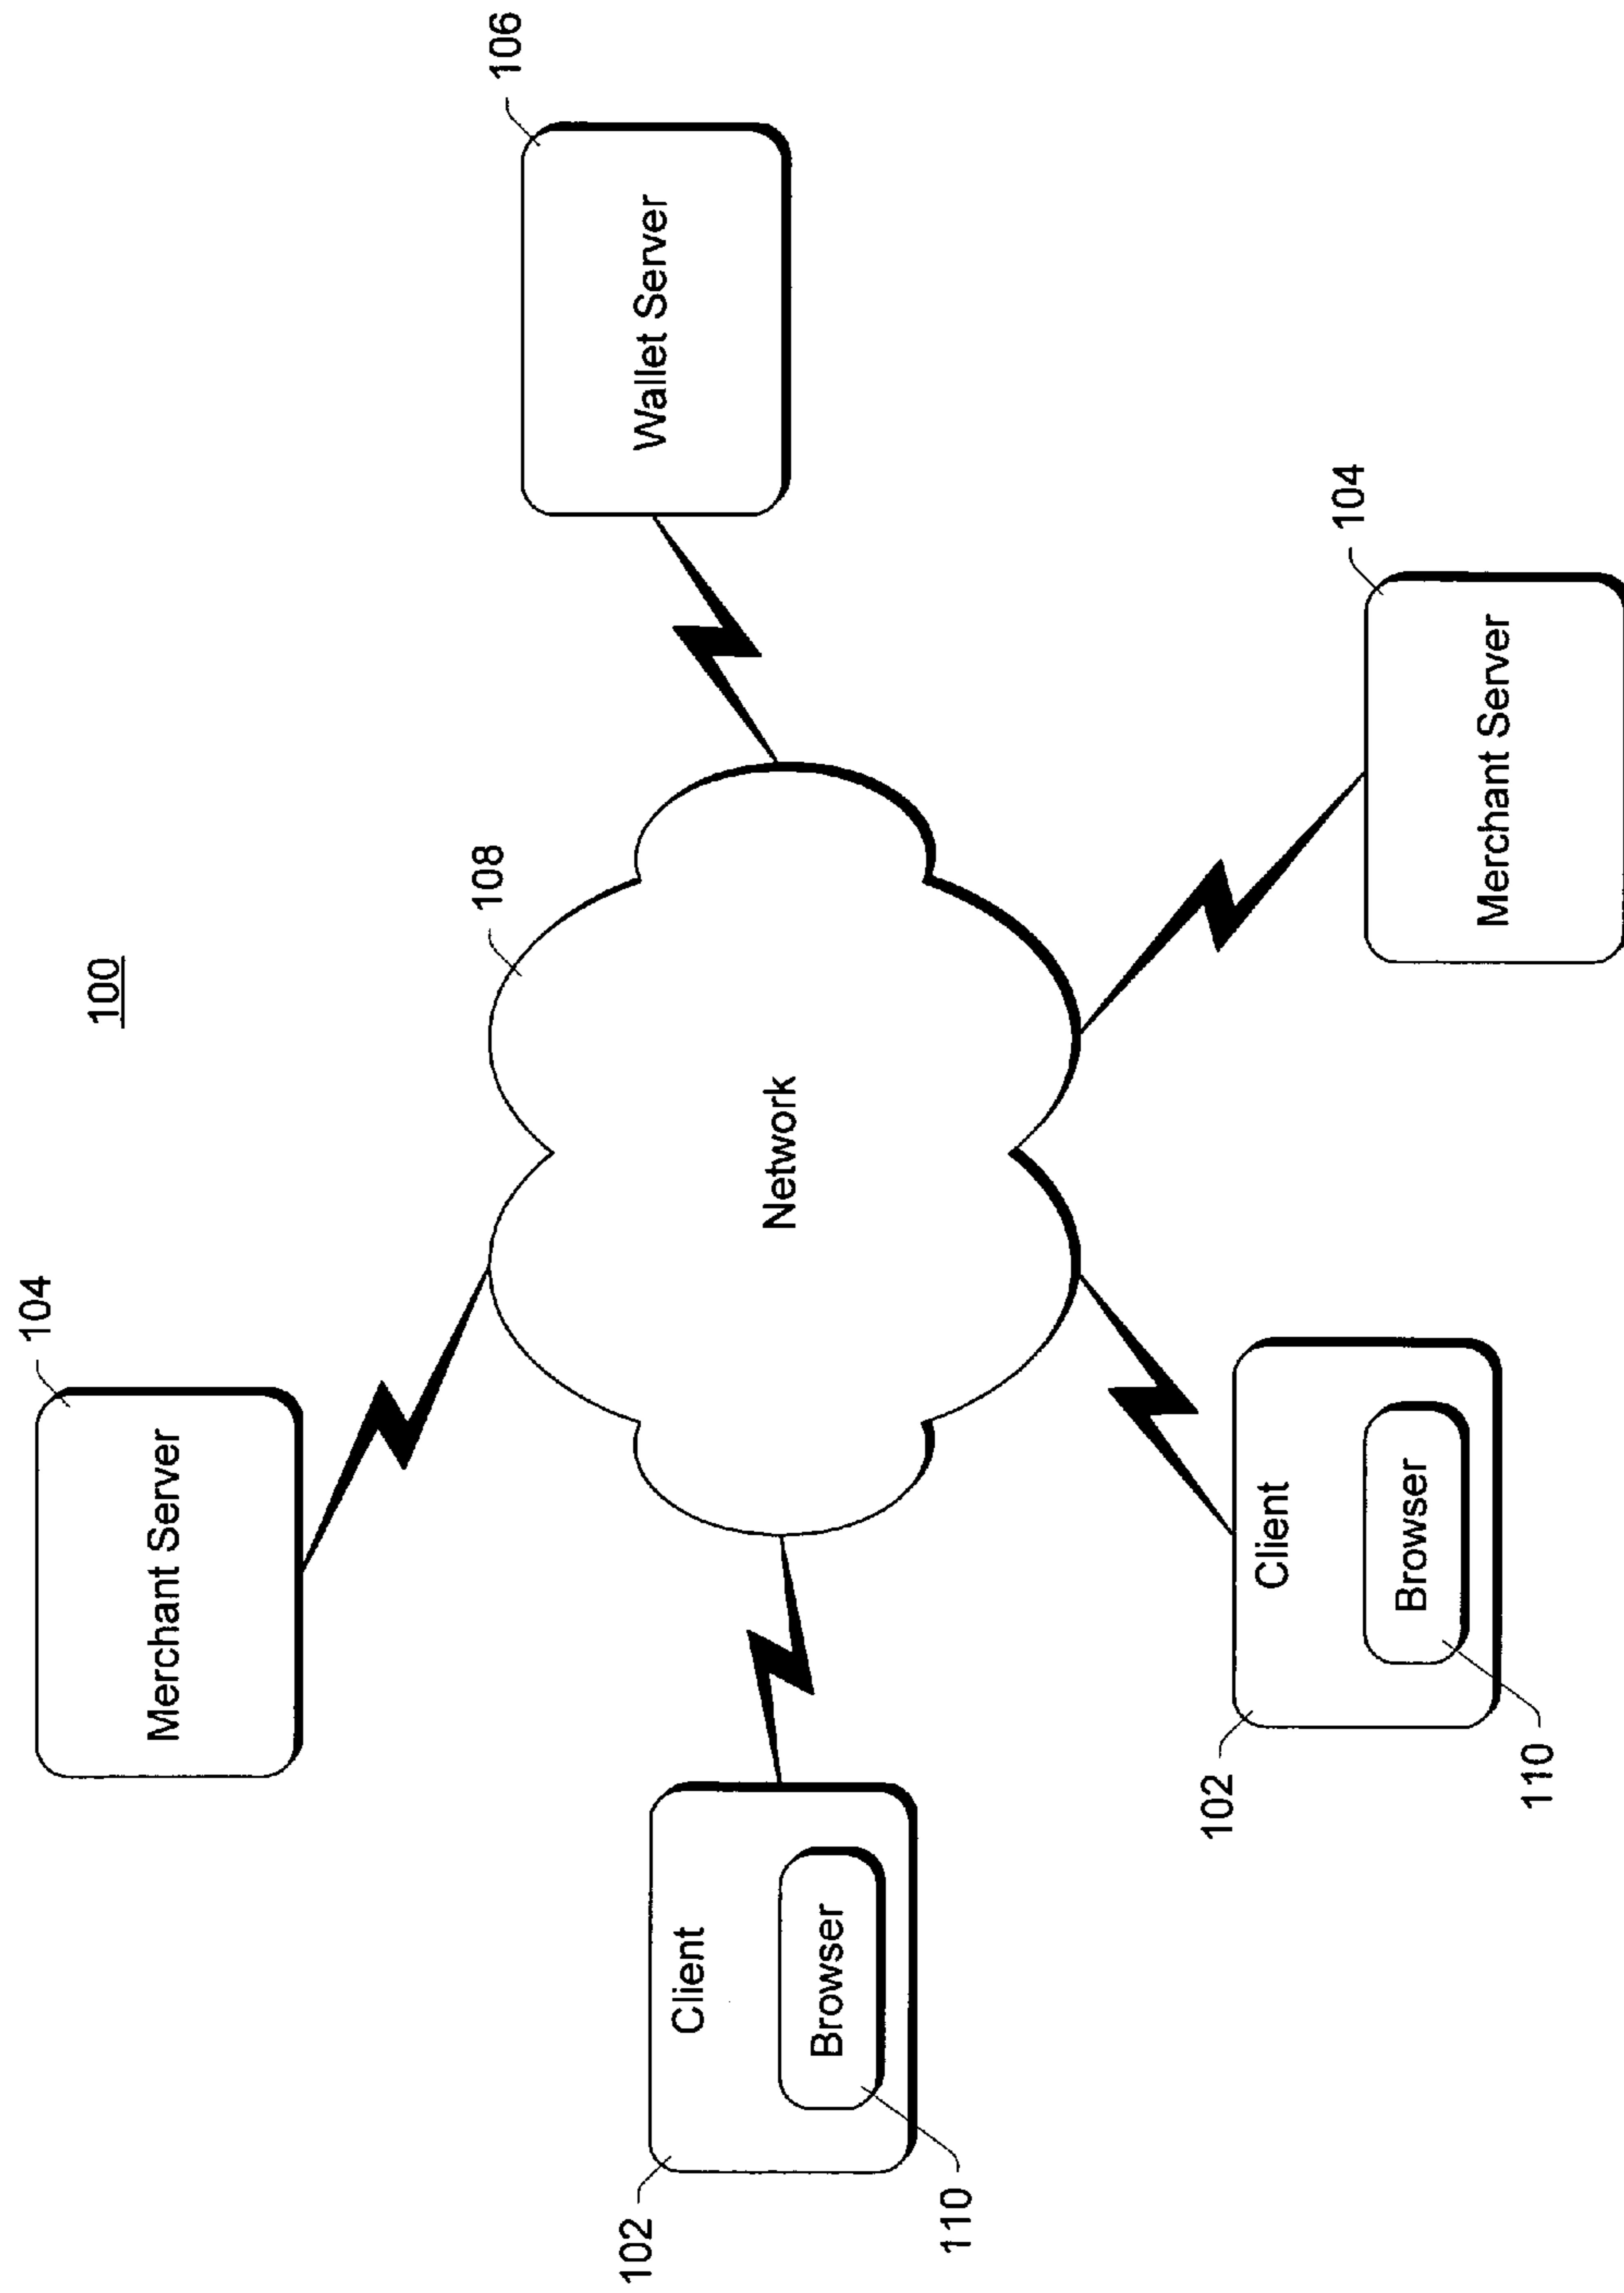 100
104
Merchant Server
106
Wallet Server
108
Network
102
Client
Browser
110
102
Client
Browser
110
104
Merchant Server